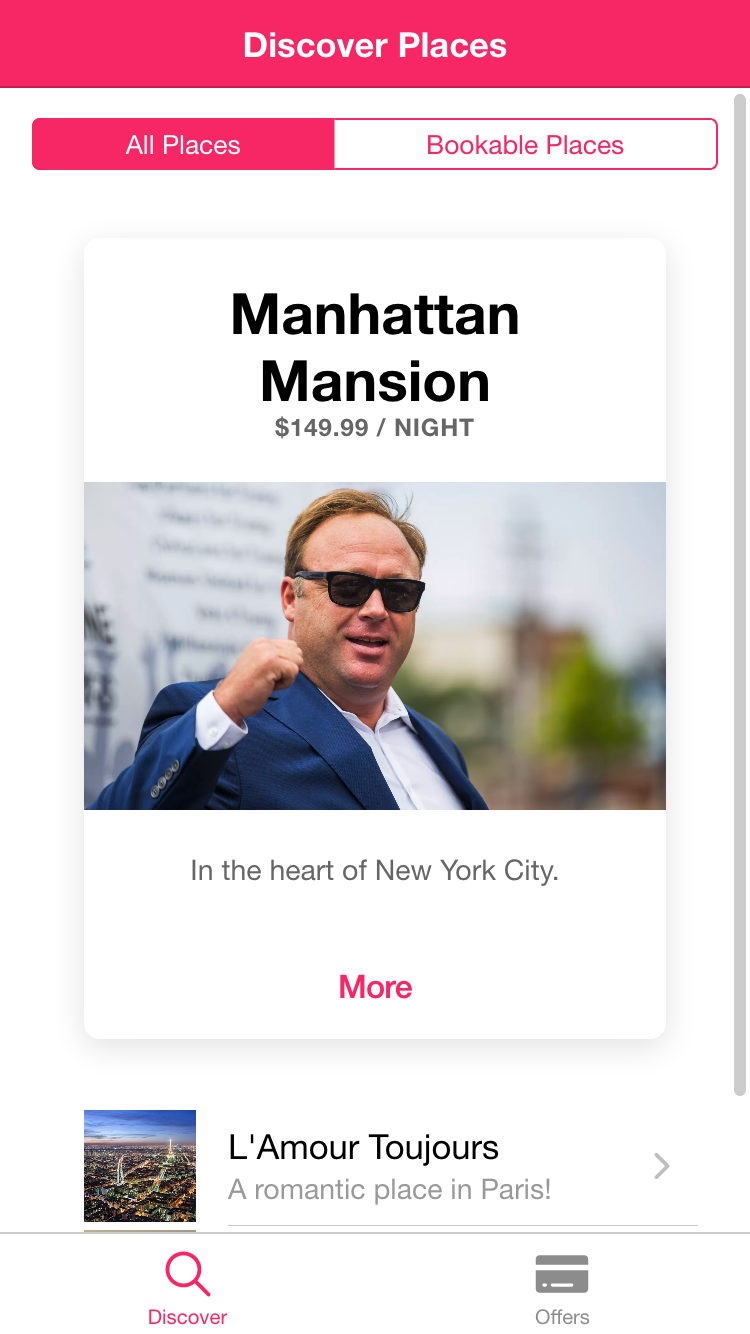 Discover Places
All Places
Bookable Places
Manhattan
Mansion
$149.99 / NIGHT
In the heart of New York City.
More
L'Amour Toujours
A romantic place in Paris!
Discover
Offers